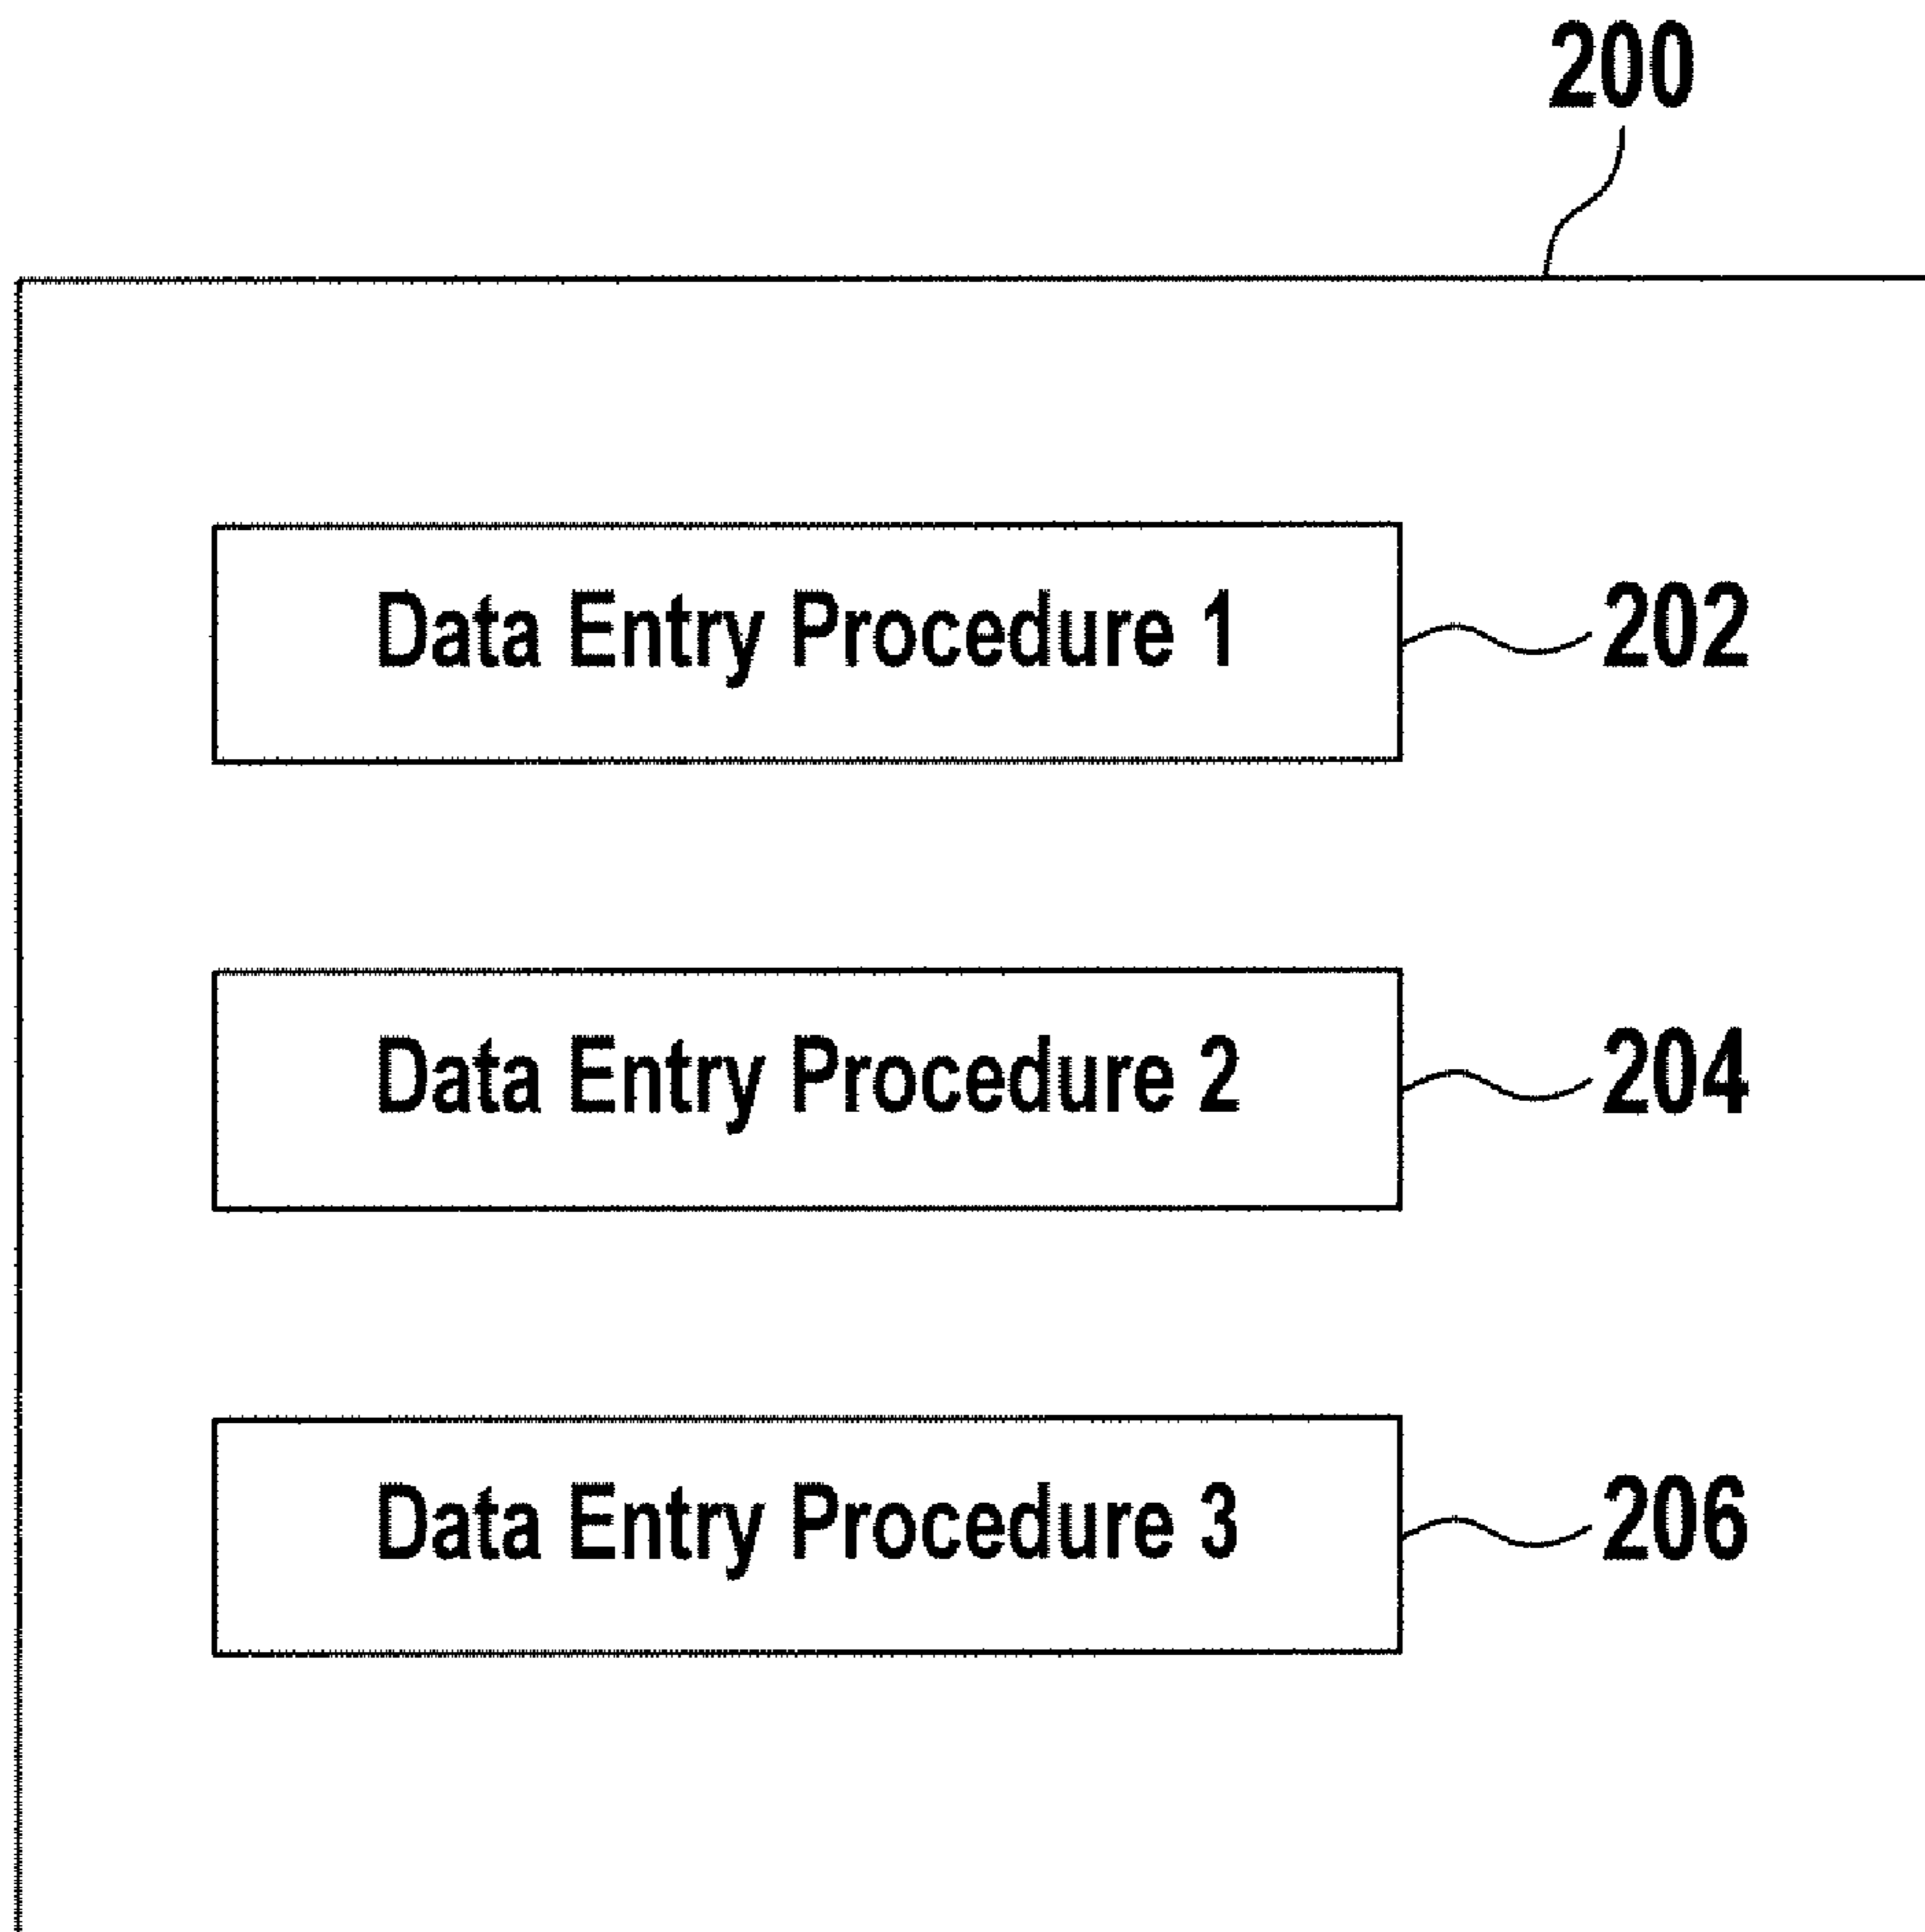 200
Data Entry Procedure 1 202
Data Entry Procedure 2 204
Data Entry Procedure 3 206